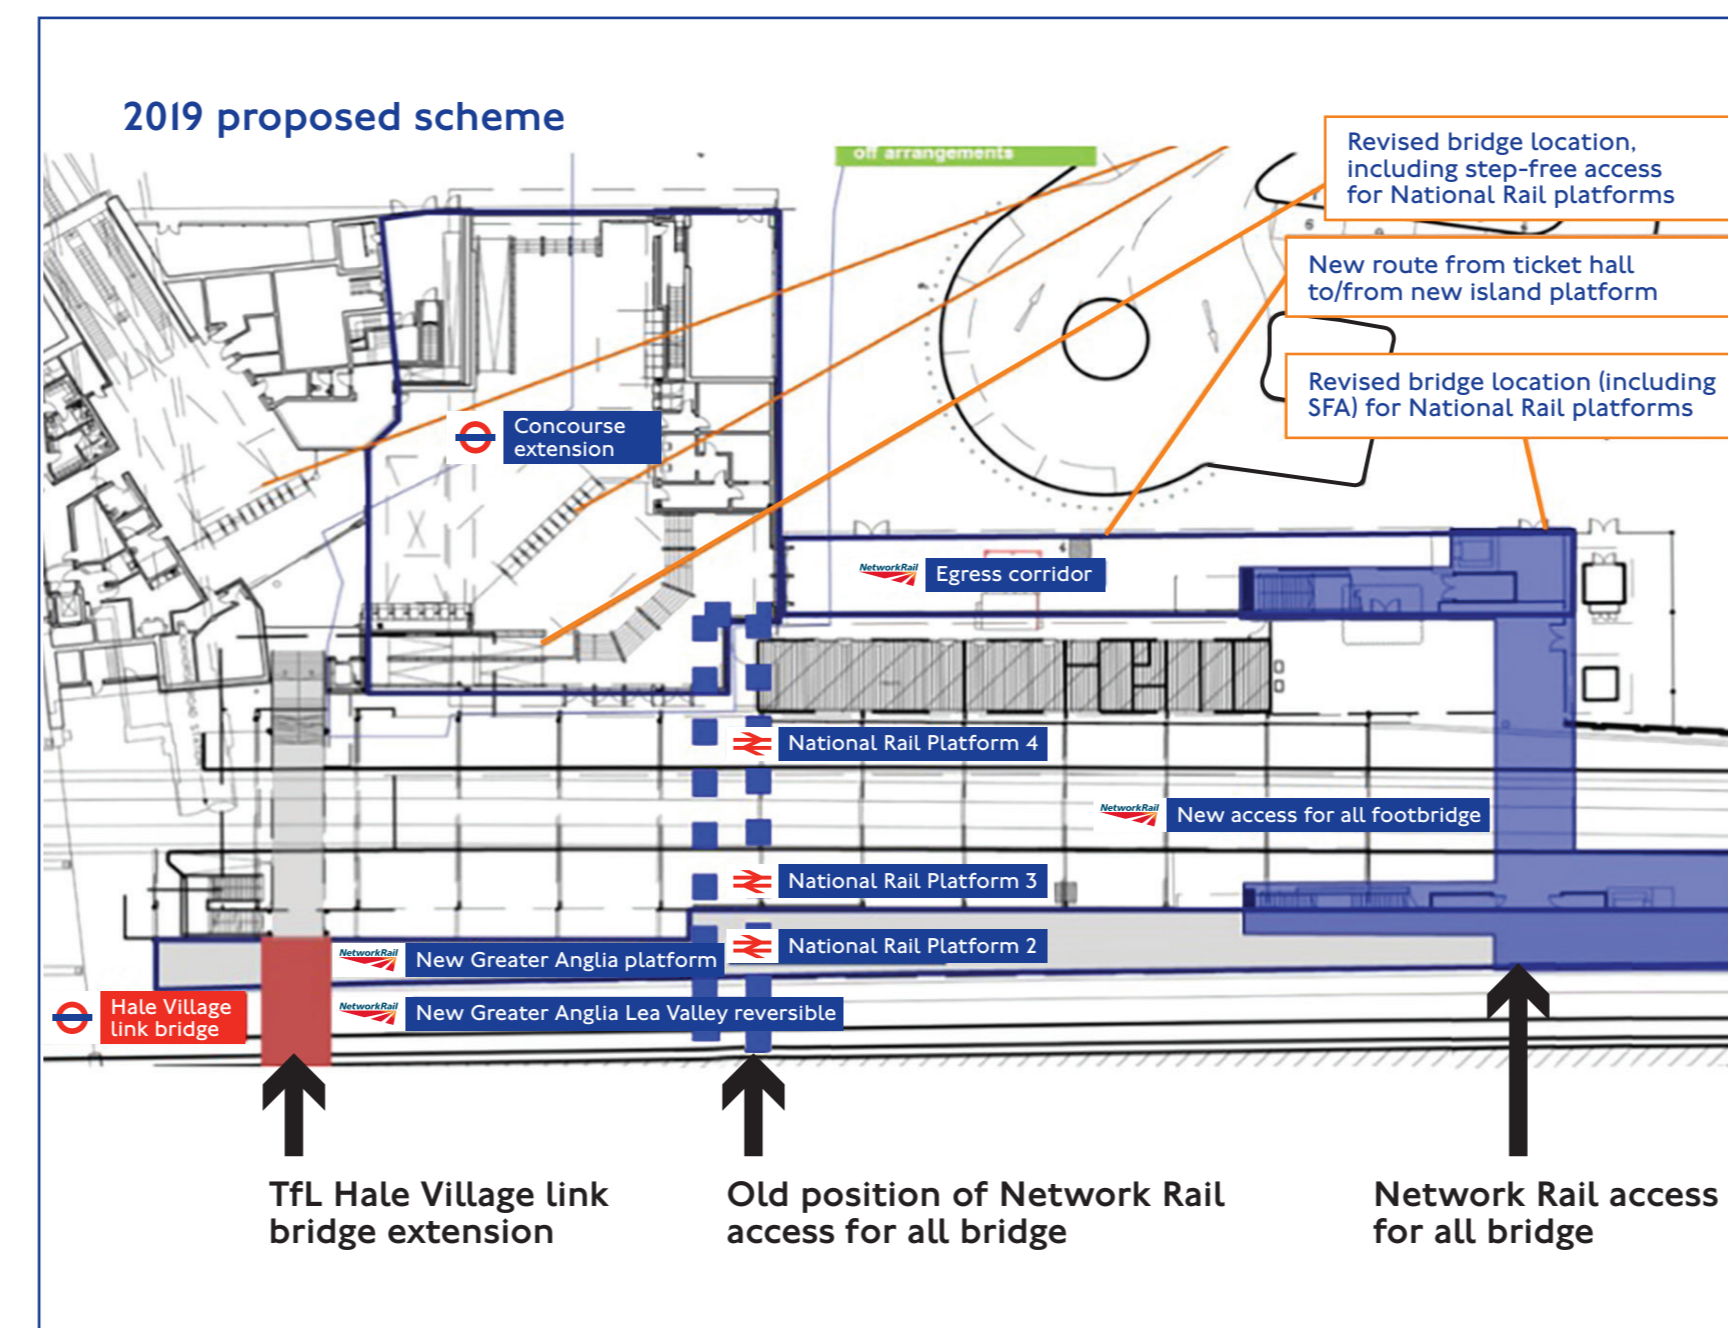 2019 proposed scheme
off arrangements
Revised bridge location,
including step-free access
for National Rail platforms
New route from ticket hall
to/from new island platform
Revised bridge location (including
SFA) for National Rail platforms
Concourse
extension
NetworkRail
Egress corridor
National Rail Platform 4
NetworkRail
New access for all footbridge
National Rail Platform 3
National Rail Platform 2
NetworkRail
New Greater Anglia platform
NetworkRail
New Greater Anglia Lea Valley reversible
Hale Village
link bridge
TfL Hale Village link
bridge extension
Old position of Network Rail
access for all bridge
Network Rail access
for all bridge